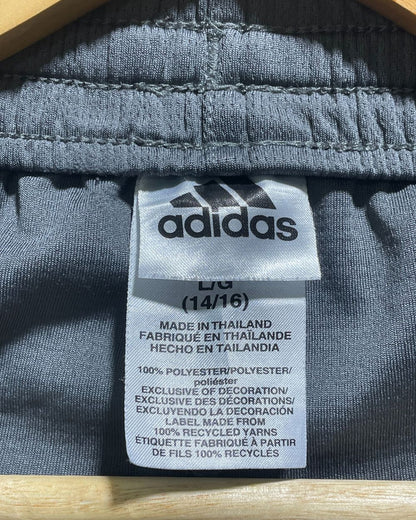 adidas
L/G
(14/16)
MADE IN THAILAND
FABRIQUÉ EN THAÏLANDE
HECHO EN TAILANDIA
100% POLYESTER/POLYESTER/
poliéster
EXCLUSIVE OF DECORATION/
EXCLUSIVE DES DÉCORATIONS/
EXCLUYENDO LA DECORACIÓN
LABEL MADE FROM
100% RECYCLED YARNS
ÉTIQUETTE FABRIQUÉ À PARTIR
DE FILS 100% RECYCLÉS